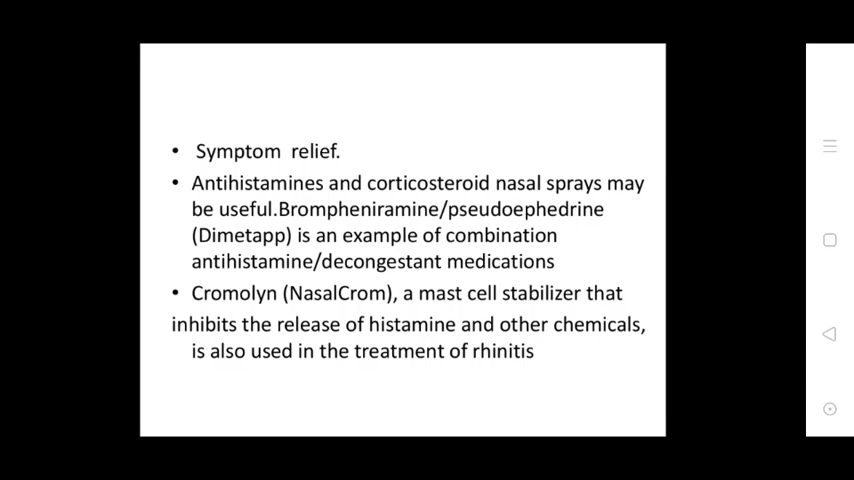 • Symptom relief.
• Antihistamines and corticosteroid nasal sprays may
be useful.Brompheniramine/pseudoephedrine
(Dimetapp) is an example of combination
antihistamine/decongestant medications
• Cromolyn (NasalCrom), a mast cell stabilizer that
inhibits the release of histamine and other chemicals,
is also used in the treatment of rhinitis